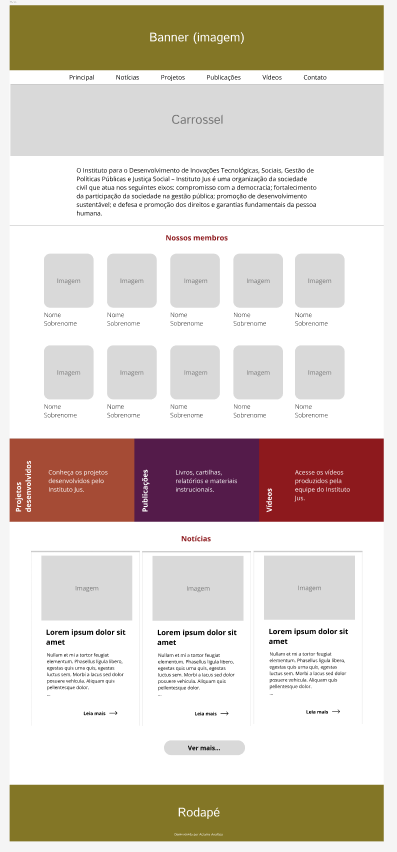 Banner (imagem)
Principal Notícias Projetos Publicações Vídeos Contato
Carrossel
O Instituto para o Desenvolvimento de Inovações Tecnológicas, Sociais, Gestão de
Políticas Públicas e Justiça Social – Instituto Jus é uma organização da sociedade
civil que atua nos seguintes eixos: compromisso com a democracia; fortalecimento
da participação da sociedade na gestão pública; promoção de desenvolvimento
sustentável; e defesa e promoção dos direitos e garantias fundamentais da pessoa
humana.
Nossos membros
Imagem Imagem Imagem Imagem Imagem
Nome Nome Nome Nome Nome
Sobrenome Sobrenome Sobrenome Sobrenome Sobrenome
Imagem Imagem Imagem Imagem Imagem
Nome Nome Nome Nome Nome
Sobrenome Sobrenome Sobrenome Sobrenome Sobrenome
Projetos
desenvolvidos
Conheça os projetos
desenvolvidos pelo
Instituto Jus.
Publicações
Livros, cartilhas,
relatórios e materiais
instrucionais.
Vídeos
Acesse os vídeos
produzidos pela
equipe do Instituto
Jus.
Notícias
Imagem
Lorem ipsum dolor sit
amet
Nullam et mi a tortor feugiat
elementum. Phasellus ligula libero,
egestas quis urna quis, egestas
luctus sem. Morbi a lacus sed dolor
posuere vehicula. Aliquam quis
pellentesque dolor.
...
Leia mais
Imagem
Lorem ipsum dolor sit
amet
Nullam et mi a tortor feugiat
elementum. Phasellus ligula libero,
egestas quis urna quis, egestas
luctus sem. Morbi a lacus sed dolor
posuere vehicula. Aliquam quis
pellentesque dolor.
...
Leia mais
Imagem
Lorem ipsum dolor sit
amet
Nullam et mi a tortor feugiat
elementum. Phasellus ligula libero,
egestas quis urna quis, egestas
luctus sem. Morbi a lacus sed dolor
posuere vehicula. Aliquam quis
pellentesque dolor.
...
Leia mais
Ver mais...
Rodapé